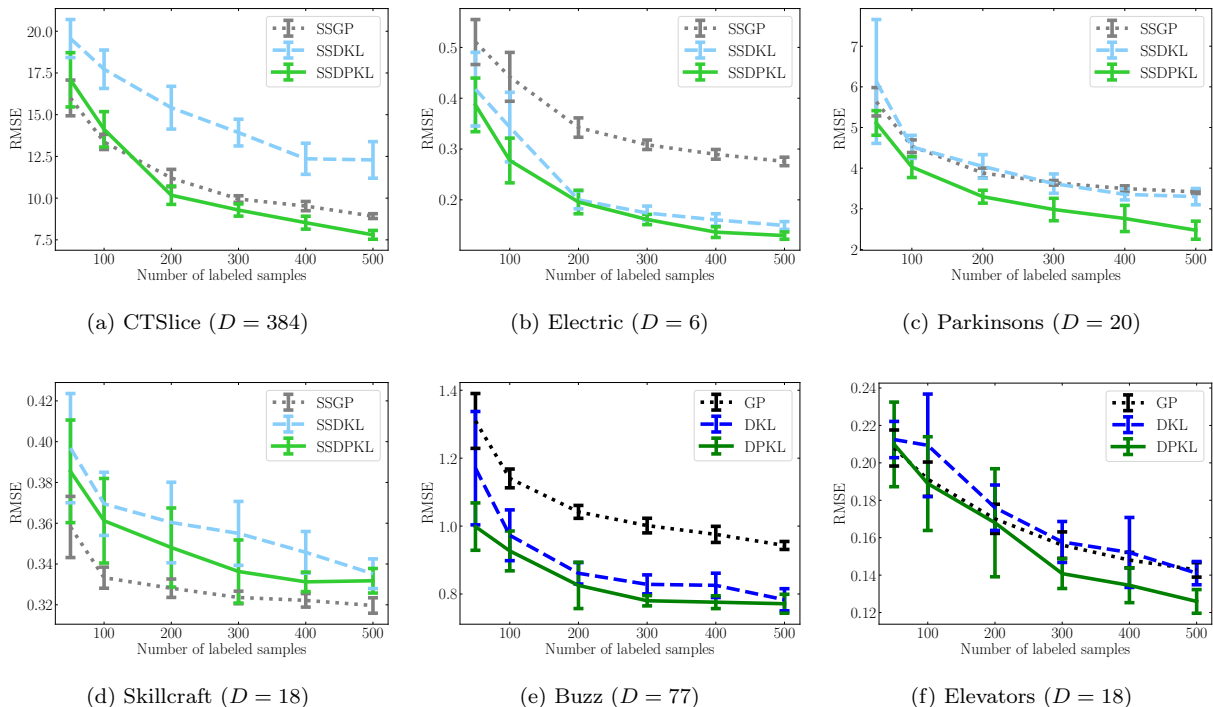 20.0
17.5
15.0
12.5
10.0
7.5
RMSE
SSGP
SSDKL
SSDPKL
100 200 300 400 500
Number of labeled samples
(a) CTSlice (D = 384)
0.5
0.4
0.3
0.2
RMSE
SSGP
SSDKL
SSDPKL
100 200 300 400 500
Number of labeled samples
(b) Electric (D = 6)
7
6
5
4
3
2
RMSE
SSGP
SSDKL
SSDPKL
100 200 300 400 500
Number of labeled samples
(c) Parkinsons (D = 20)
0.42
0.40
0.38
0.36
0.34
0.32
RMSE
SSGP
SSDKL
SSDPKL
100 200 300 400 500
Number of labeled samples
(d) Skillcraft (D = 18)
1.4
1.2
1.0
0.8
RMSE
GP
DKL
DPKL
100 200 300 400 500
Number of labeled samples
(e) Buzz (D = 77)
0.24
0.22
0.20
0.18
0.16
0.14
0.12
RMSE
GP
DKL
DPKL
100 200 300 400 500
Number of labeled samples
(f) Elevators (D = 18)